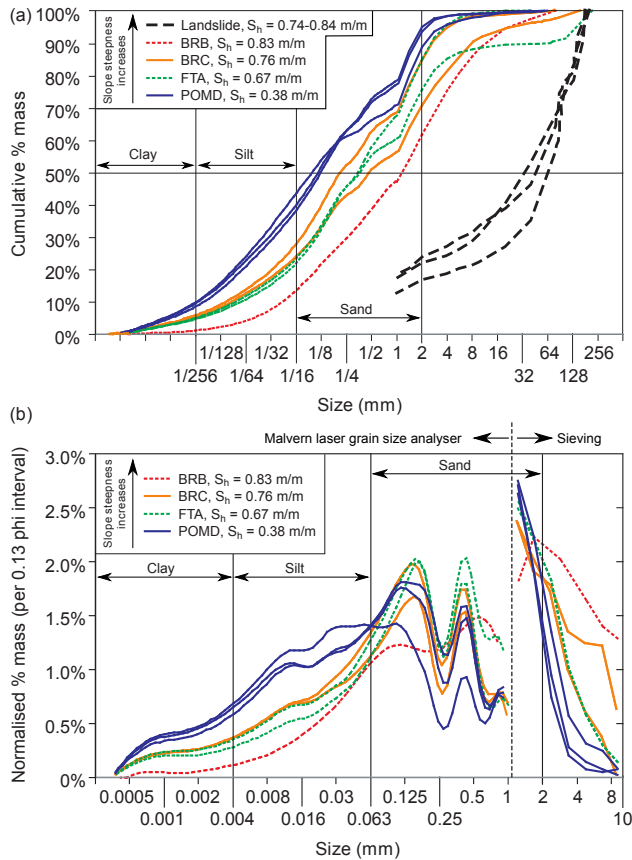 (a)
Slope steepness
increases
Landslide, Sh = 0.74-0.84 m/m
BRB, Sh = 0.83 m/m
BRC, Sh = 0.76 m/m
FTA, Sh = 0.67 m/m
POMD, Sh = 0.38 m/m
Cumulative % mass
100%
90%
80%
70%
60%
50%
40%
30%
20%
10%
0%
Clay
Silt
Sand
1/128 1/32 1/8 1/2 1 2 4 8 16 64 256
1/256 1/64 1/16 1/4 32 128
Size (mm)
(b)
Malvern laser grain size analyser
Sieving
Sand
Slope steepness
increases
BRB, Sh = 0.83 m/m
BRC, Sh = 0.76 m/m
FTA, Sh = 0.67 m/m
POMD, Sh = 0.38 m/m
Normalised % mass (per 0.13 phi interval)
3.0%
2.5%
2.0%
1.5%
1.0%
0.5%
0%
Clay
Silt
0.0005 0.002 0.008 0.03 0.125 0.5 1 2 4 8
0.001 0.004 0.016 0.063 0.25 10
Size (mm)